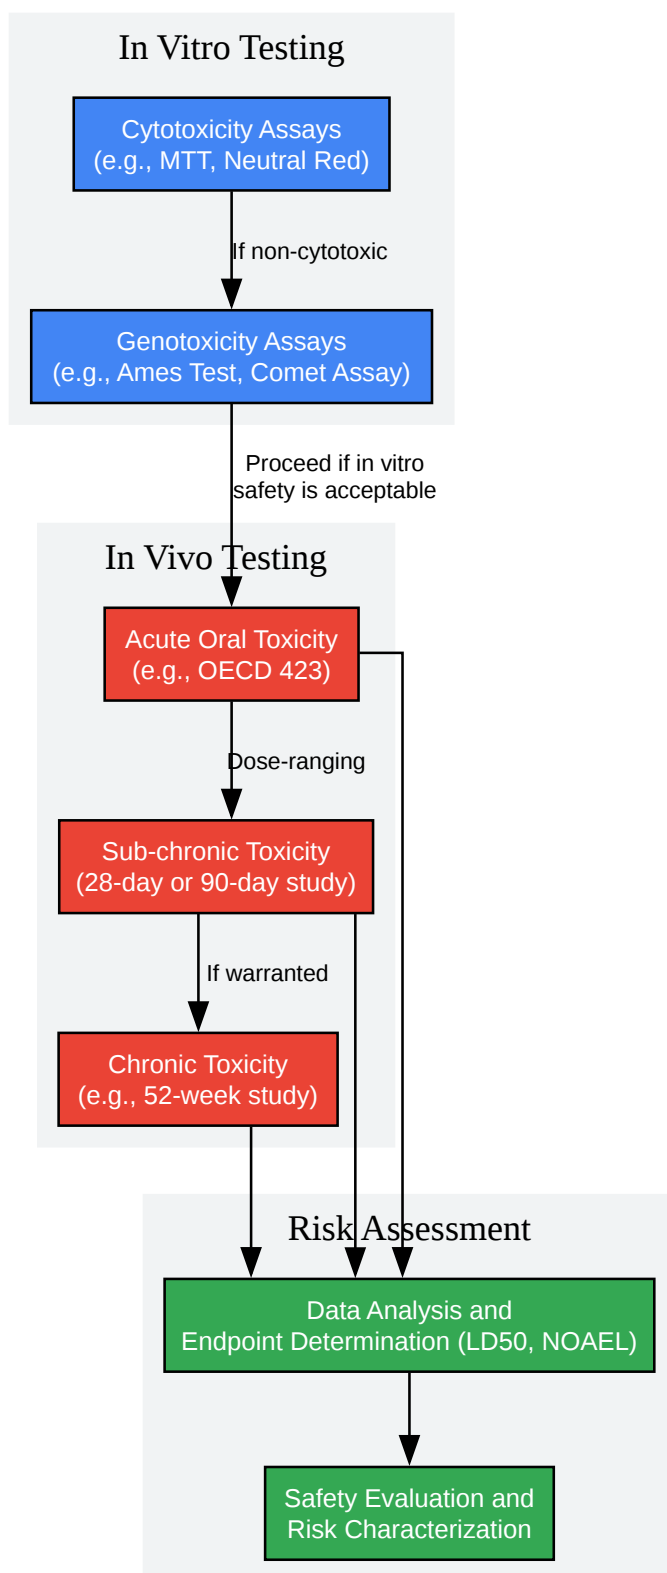 In Vitro Testing
Cytotoxicity Assays
(e.g., MTT, Neutral Red)
If non-cytotoxic
Genotoxicity Assays
(e.g., Ames Test, Comet Assay)
Proceed if in vitro
safety is acceptable
In Vivo Testing
Acute Oral Toxicity
(e.g., OECD 423)
Dose-ranging
Sub-chronic Toxicity
(28-day or 90-day study)
If warranted
Chronic Toxicity
(e.g., 52-week study)
Risk Assessment
Data Analysis and
Endpoint Determination (LD50, NOAEL)
Safety Evaluation and
Risk Characterization